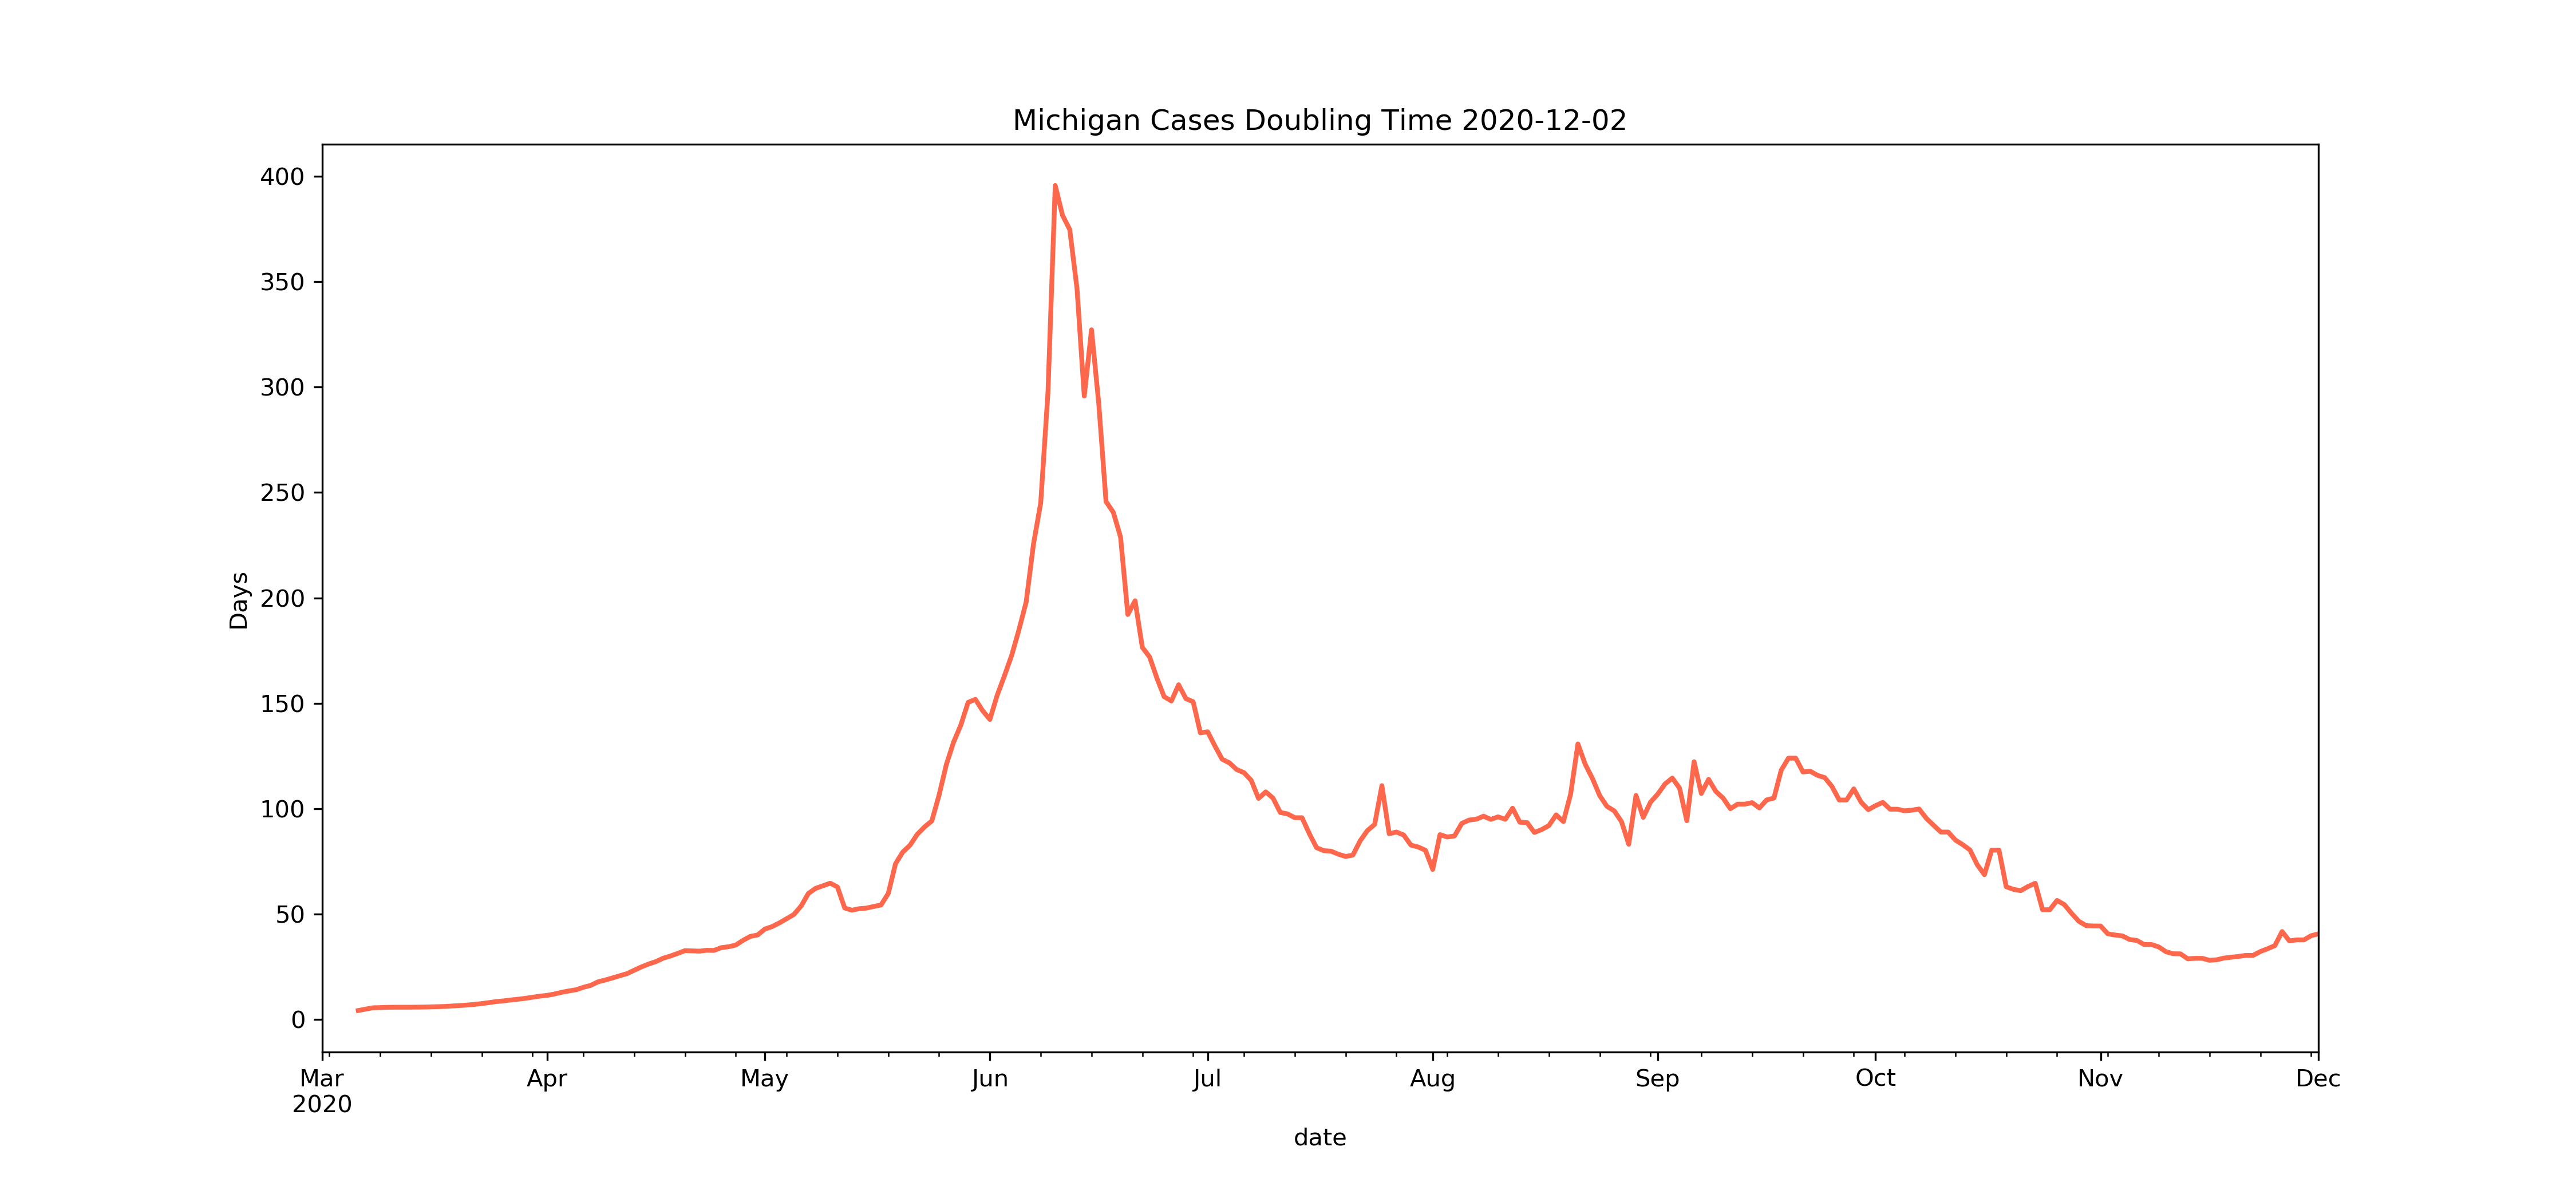 Michigan Cases Doubling Time 2020-12-02
400
350
300
250
200
150
100
50
0
Days
Mar Apr May Jun Jul Aug Sep Oct Nov Dec
2020
date